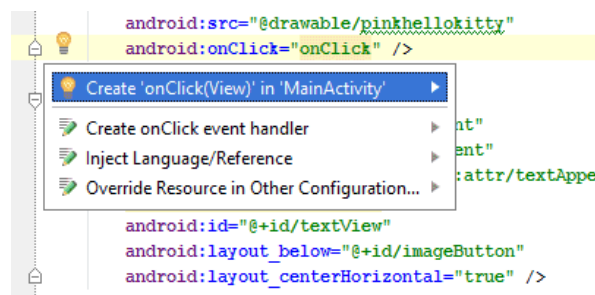 android:src="@drawable/pinkhellokitty"
android:onClick="onClick" />
Create 'onClick(View)' in 'MainActivity'
Create onClick event handler
nt"
Inject Language/Reference
ent"
Override Resource in Other Configuration...
:attr/textAppe
android:id="@+id/textView"
android:layout_below="@+id/imageButton"
android:layout_centerHorizontal="true" />